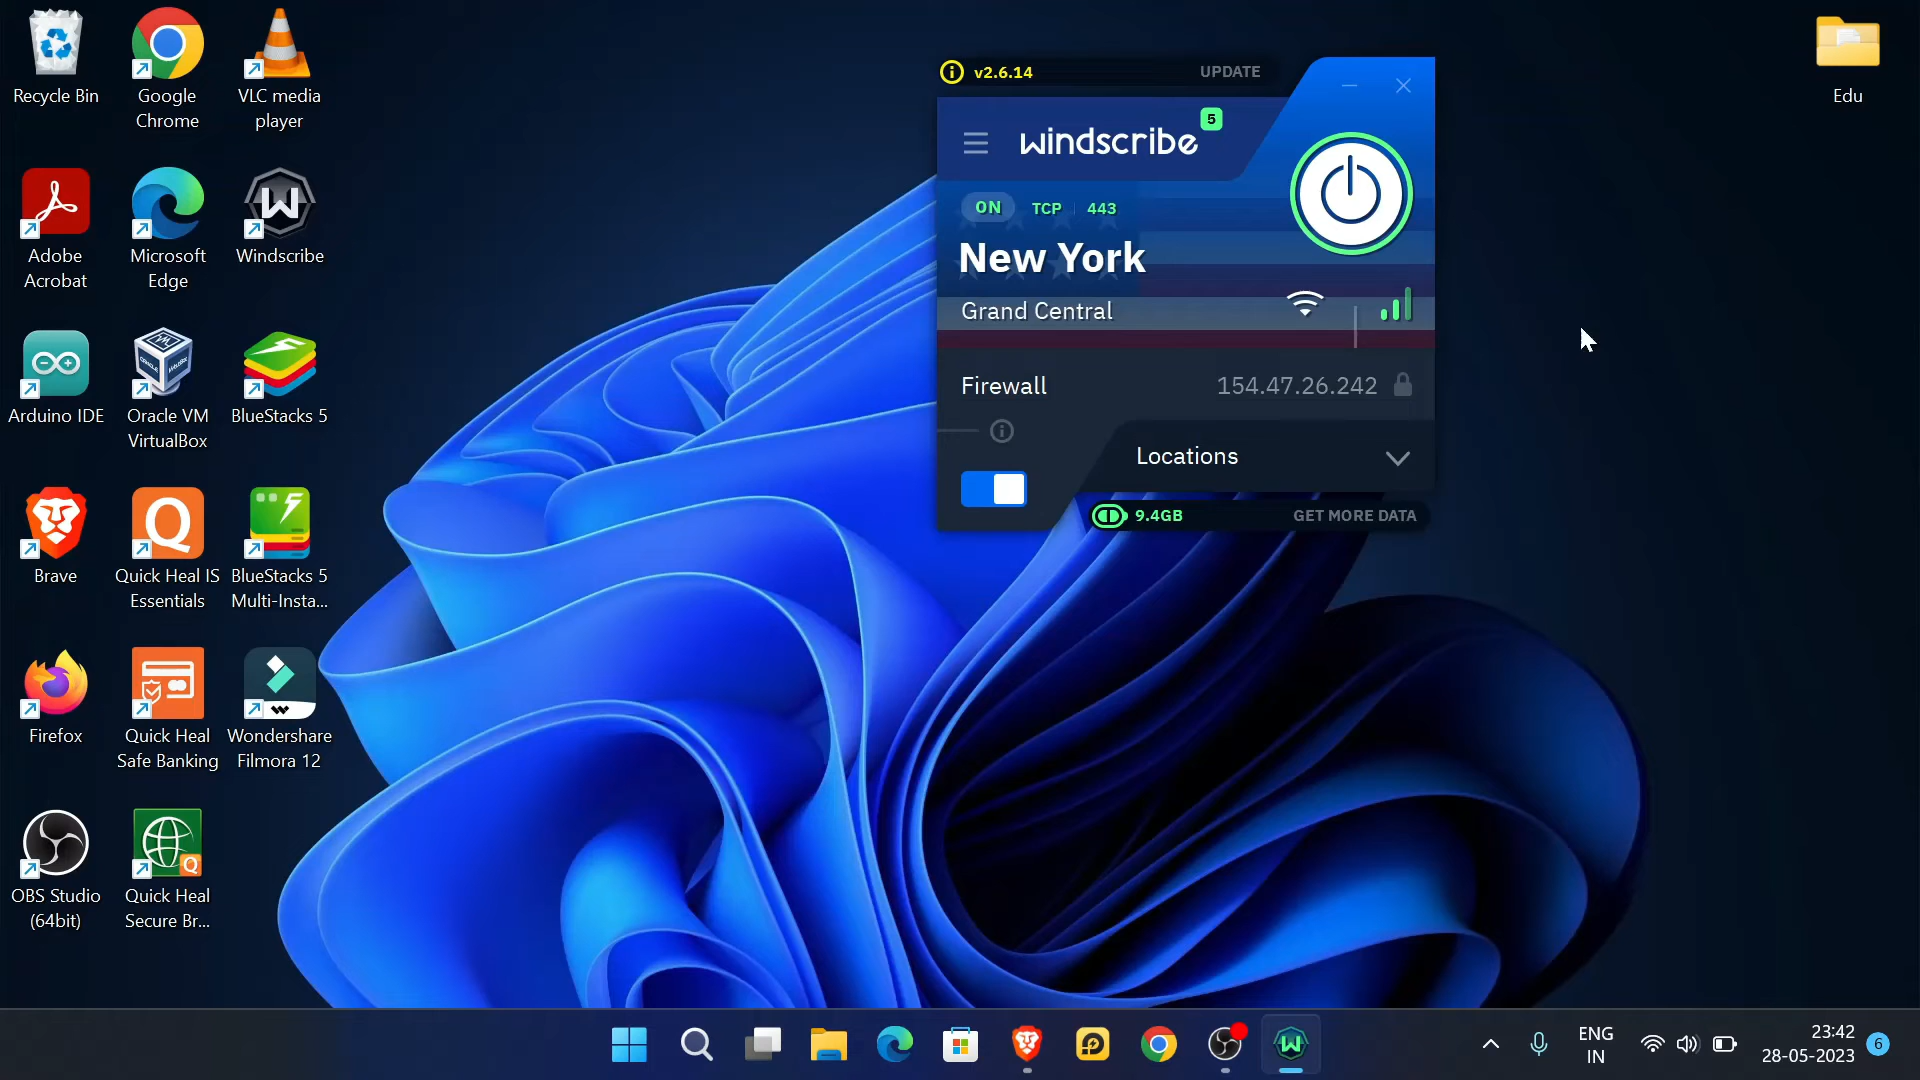 Recycle Bin
Google
Chrome
VLC media
player
Adobe
Acrobat
Microsoft
Edge
Windscribe
Arduino IDE
Oracle VM
VirtualBox
BlueStacks 5
Brave
Quick Heal IS
Essentials
BlueStacks 5
Multi-Insta...
Firefox
Quick Heal
Safe Banking
Wondershare
Filmora 12
OBS Studio
(64bit)
Quick Heal
Secure Br...
v2.6.14
UPDATE
windscribe
5
ON TCP 443
New York
Grand Central
Firewall
154.47.26.242
Locations
9.4GB
GET MORE DATA
Edu
ENG
IN
23:42
28-05-2023
6